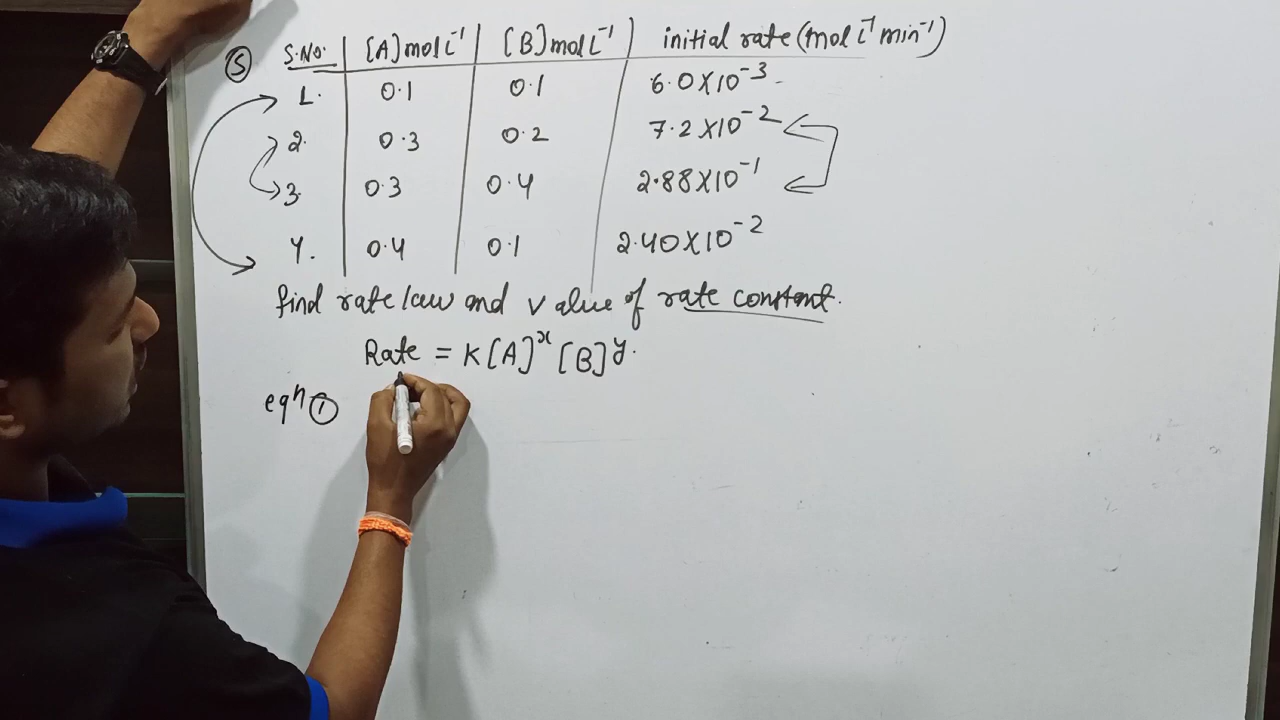 ⑤ S.No. [A] mol L⁻¹ [B] mol L⁻¹ initial rate (mol L⁻¹ min⁻¹)
1. 0.1 0.1 6.0 X 10⁻³
2. 0.3 0.2 7.2 X 10⁻²
3. 0.3 0.4 2.88 X 10⁻¹
4. 0.4 0.1 2.40 X 10⁻²
find rate law and value of rate constant.
Rate = K[A]ˣ [B]ʸ.
eqⁿ ①